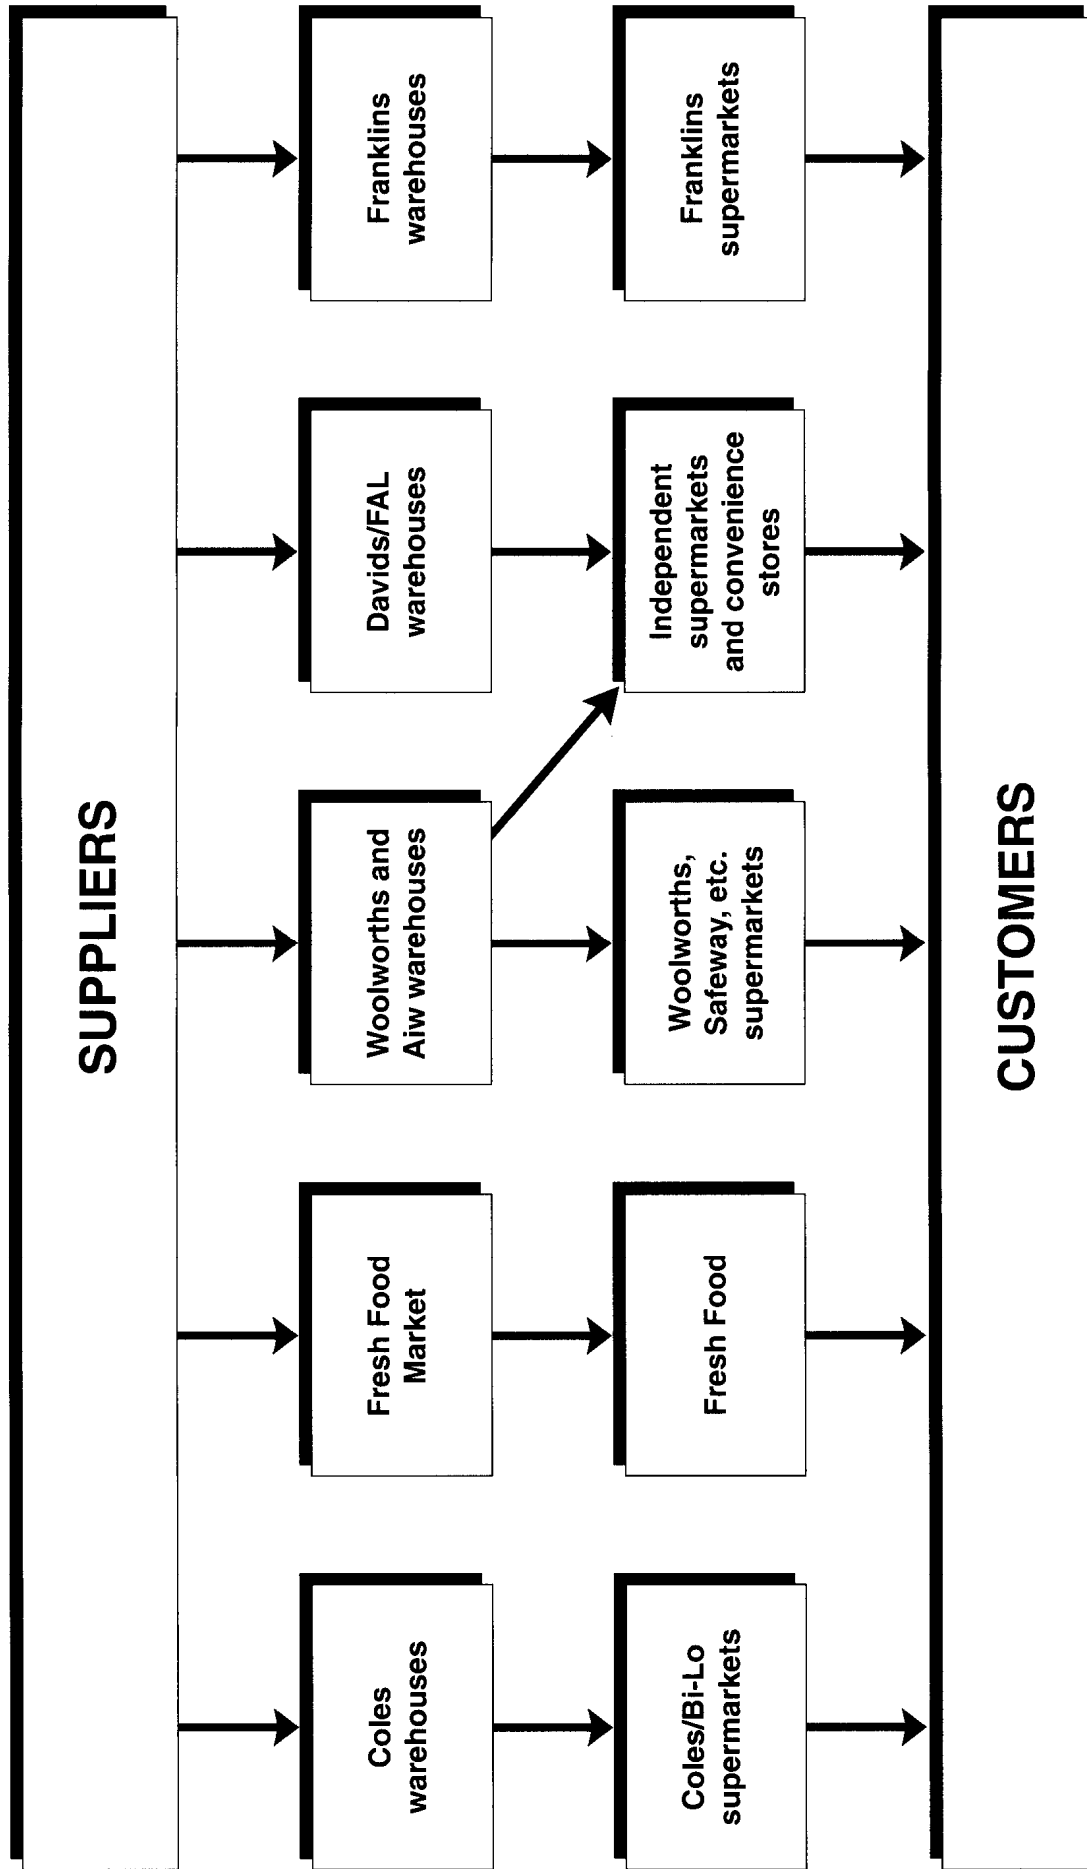 SUPPLIERS
Coles
warehouses
Fresh Food
Market
Woolworths and
Aiw warehouses
Davids/FAL
warehouses
Franklins
warehouses
Coles/Bi-Lo
supermarkets
Fresh Food
Woolworths,
Safeway, etc.
supermarkets
Independent
supermarkets
and convenience
stores
Franklins
supermarkets
CUSTOMERS